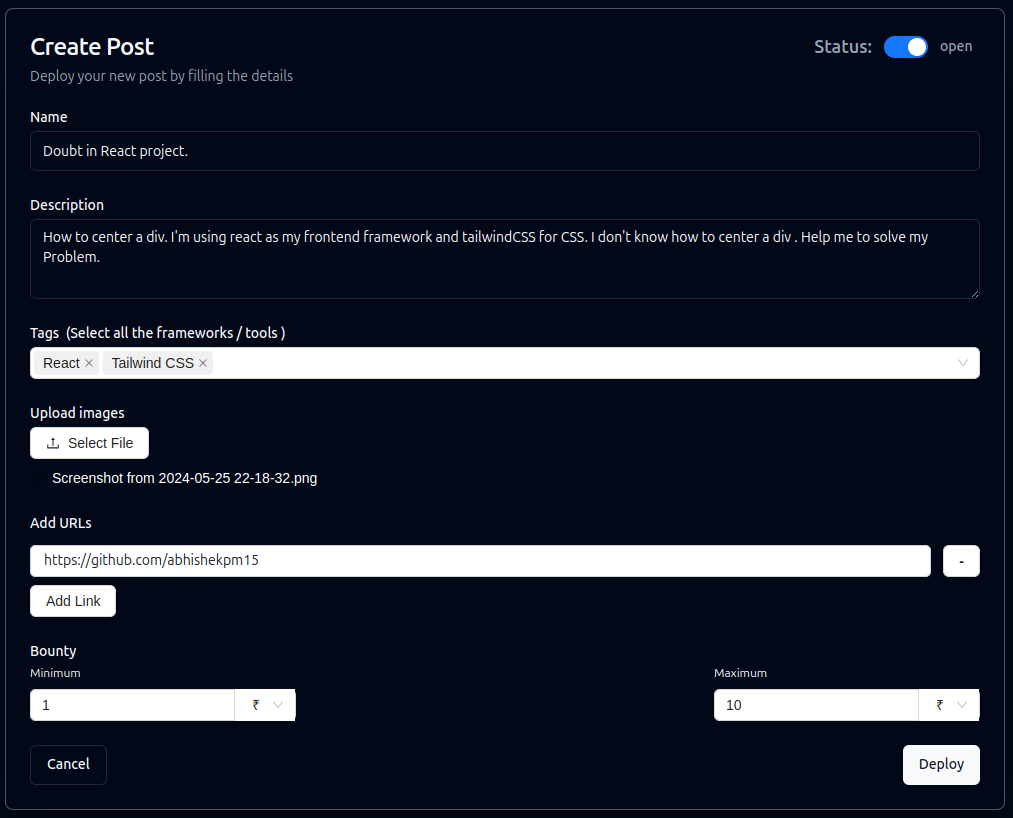 Create Post
Status: open
Deploy your new post by filling the details
Name
Doubt in React project.
Description
How to center a div. I'm using react as my frontend framework and tailwindCSS for CSS. I don't know how to center a div . Help me to solve my
Problem.
Tags (Select all the frameworks / tools )
React × Tailwind CSS ×
Upload images
Select File
Screenshot from 2024-05-25 22-18-32.png
Add URLs
https://github.com/abhishekpm15 -
Add Link
Bounty
Minimum Maximum
1 ₹ 10 ₹
Cancel Deploy